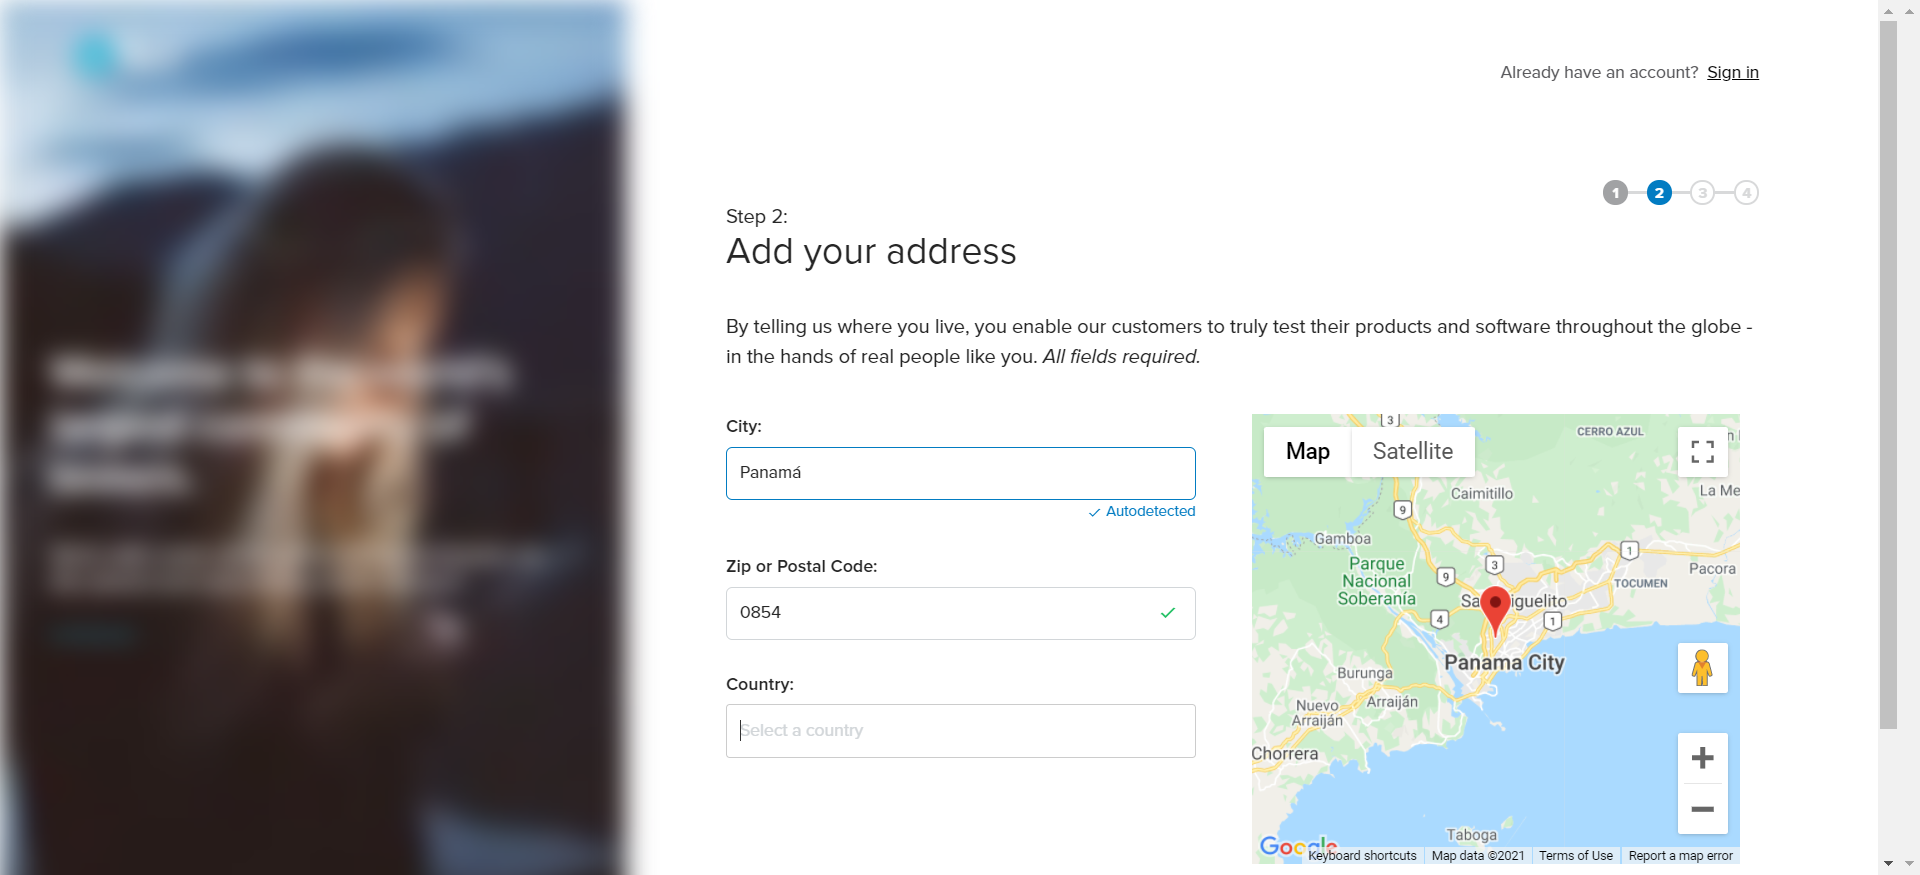 Already have an account? Sign in
1 2 3 4
Step 2:
Add your address
By telling us where you live, you enable our customers to truly test their products and software throughout the globe -
in the hands of real people like you. All fields required.
City:
Panamá
Autodetected
Zip or Postal Code:
0854
Country:
Select a country
Map
Satellite
3
CERRO AZUL
Caimitillo
La Me
9
Gamboa
1
Parque
Nacional
Soberanía
3
9
Pacora
TOCUMEN
4
1
Panama City
Burunga
Arraiján
Nuevo
Arraiján
Chorrera
Taboga
Google
Keyboard shortcuts
Map data ©2021
Terms of Use
Report a map error